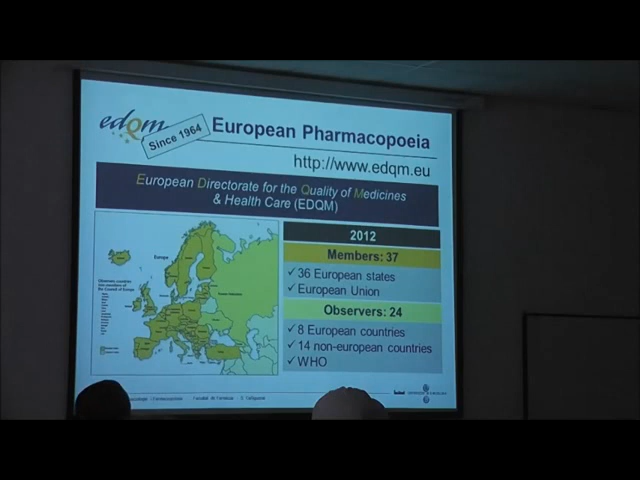 edQm
Since 1964
European Pharmacopoeia
http://www.edqm.eu
European Directorate for the Quality of Medicines
& Health Care (EDQM)
Europe
2012
Members: 37
✓ 36 European states
✓ European Union
Observers: 24
✓ 8 European countries
✓ 14 non-european countries
✓ WHO